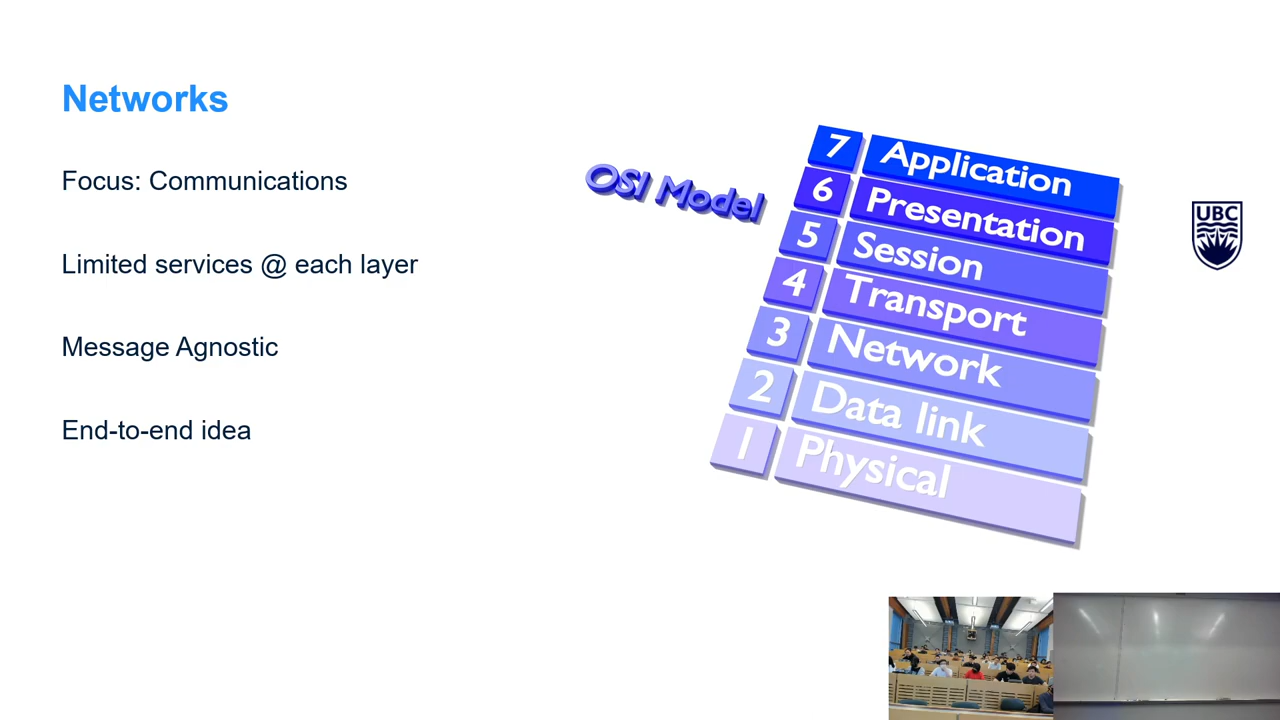 Networks
Focus: Communications
Limited services @ each layer
Message Agnostic
End-to-end idea
OSI Model
7 Application
6 Presentation
5 Session
4 Transport
3 Network
2 Data link
1 Physical
UBC